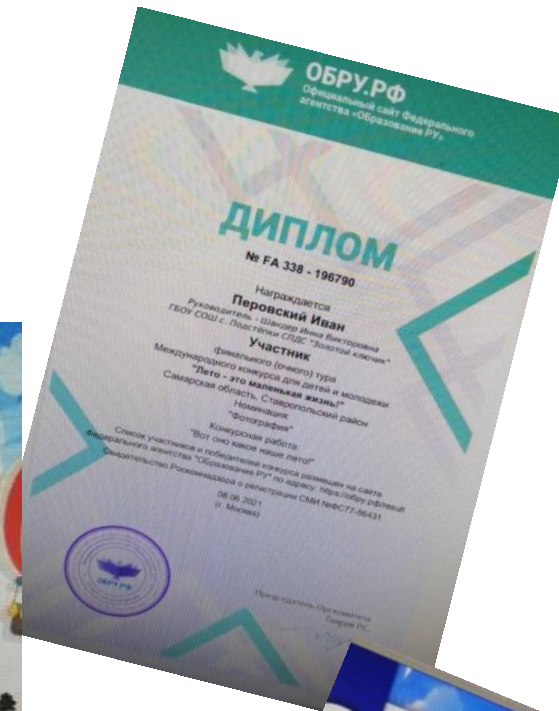 ОБРУ.РФ
Официальный сайт Федерального
агентства «ОБразование РУ»
ДИПЛОМ
№ FA 338 - 196790
Награждается
Перовский Иван
Руководитель - Шандер Инна Викторовна
ГБОУ СОШ с. Подстёпки СПДС "Золотой ключик"
Участник
финального (очного) тура
Международного конкурса для детей и молодежи
"Лето - это маленькая жизнь!"
Самарская область, Ставропольский район
Номинация:
"Фотография"
Конкурсная работа:
"Вот оно какое наше лето!"
Список участников и победителей конкурса размещен на сайте
Федерального агентства "Образование РУ" по адресу: https://обру.рф/result
Свидетельство Роскомнадзора о регистрации СМИ №ФС77-56431
08.06.2021
(г. Москва)
ОБРУ.РФ
Председатель Оргкомитета